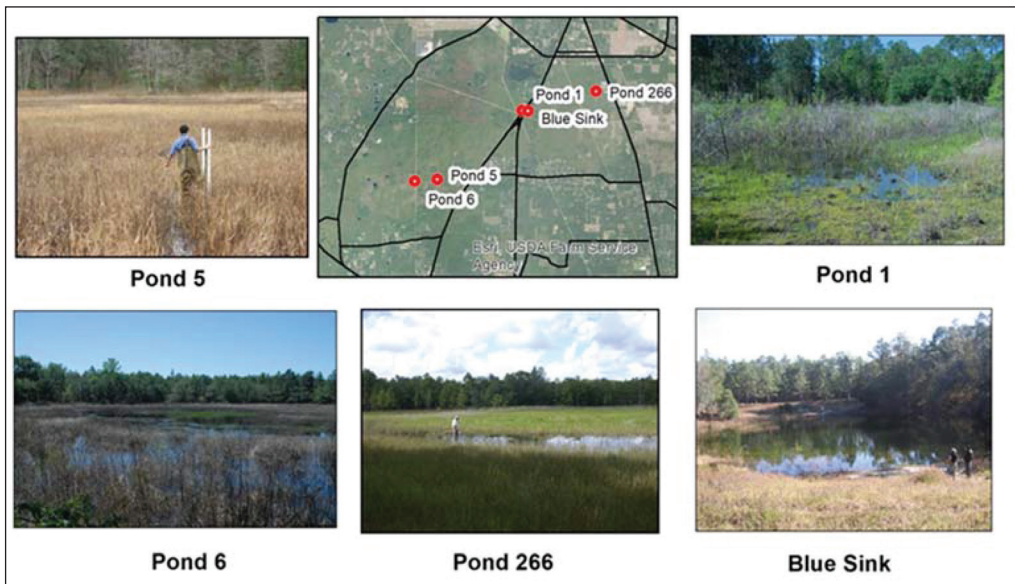 Pond 1
Pond 266
Blue Sink
Pond 5
Pond 6
Esri, USDA Farm Service
Agency
Pond 5
Pond 1
Pond 6
Pond 266
Blue Sink